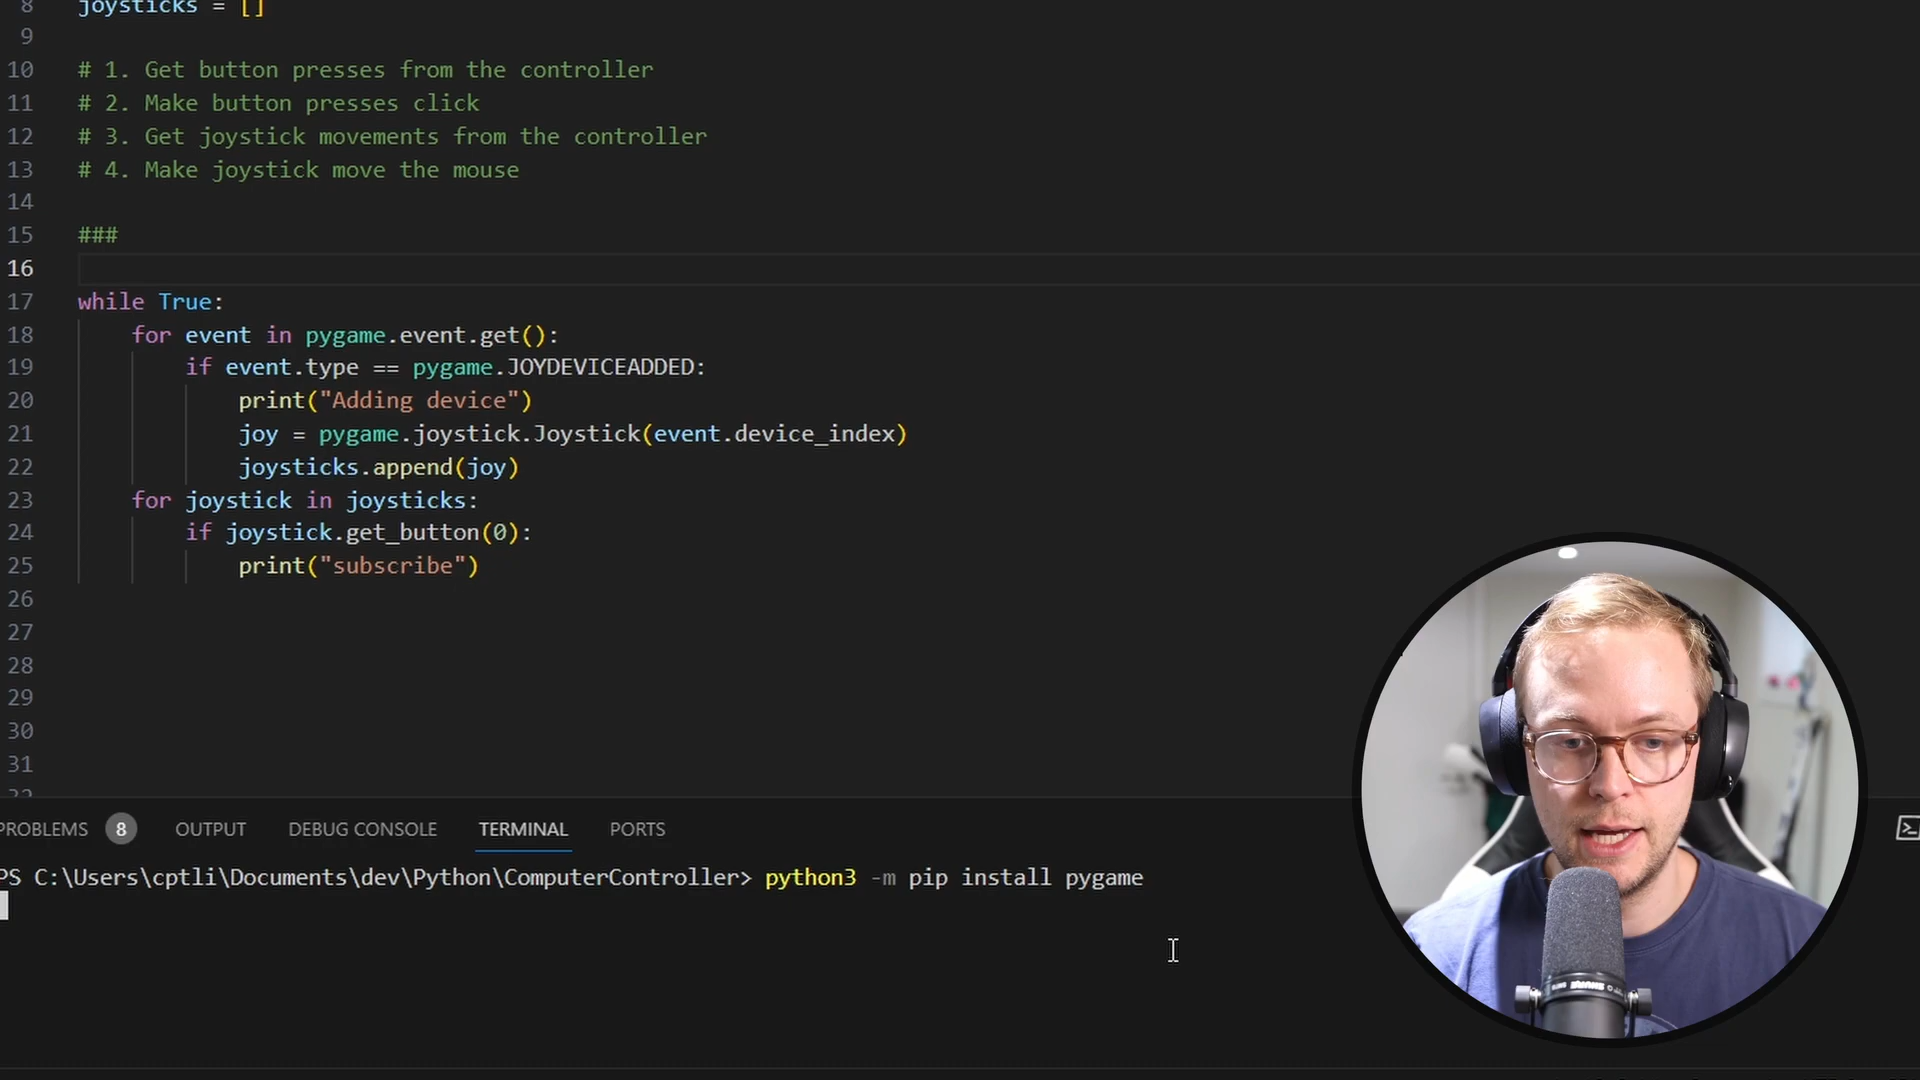 8 joysticks = []
9
10 # 1. Get button presses from the controller
11 # 2. Make button presses click
12 # 3. Get joystick movements from the controller
13 # 4. Make joystick move the mouse
14
15 ###
16
17 while True:
18 for event in pygame.event.get():
19 if event.type == pygame.JOYDEVICEADDED:
20 print("Adding device")
21 joy = pygame.joystick.Joystick(event.device_index)
22 joysticks.append(joy)
23 for joystick in joysticks:
24 if joystick.get_button(0):
25 print("subscribe")
26
27
28
29
30
31
PROBLEMS 8 OUTPUT DEBUG CONSOLE TERMINAL PORTS
PS C:\Users\cptli\Documents\dev\Python\ComputerController> python3 -m pip install pygame